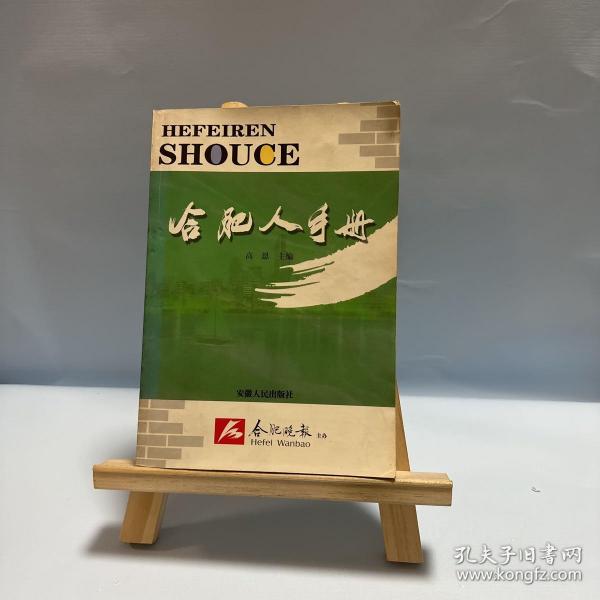 HEFEIREN
SHOUCE
合肥人手册
高恩 主编
安徽人民出版社
合肥晚报 主办
Hefei Wanbao
孔夫子旧书网
www.kongfz.com